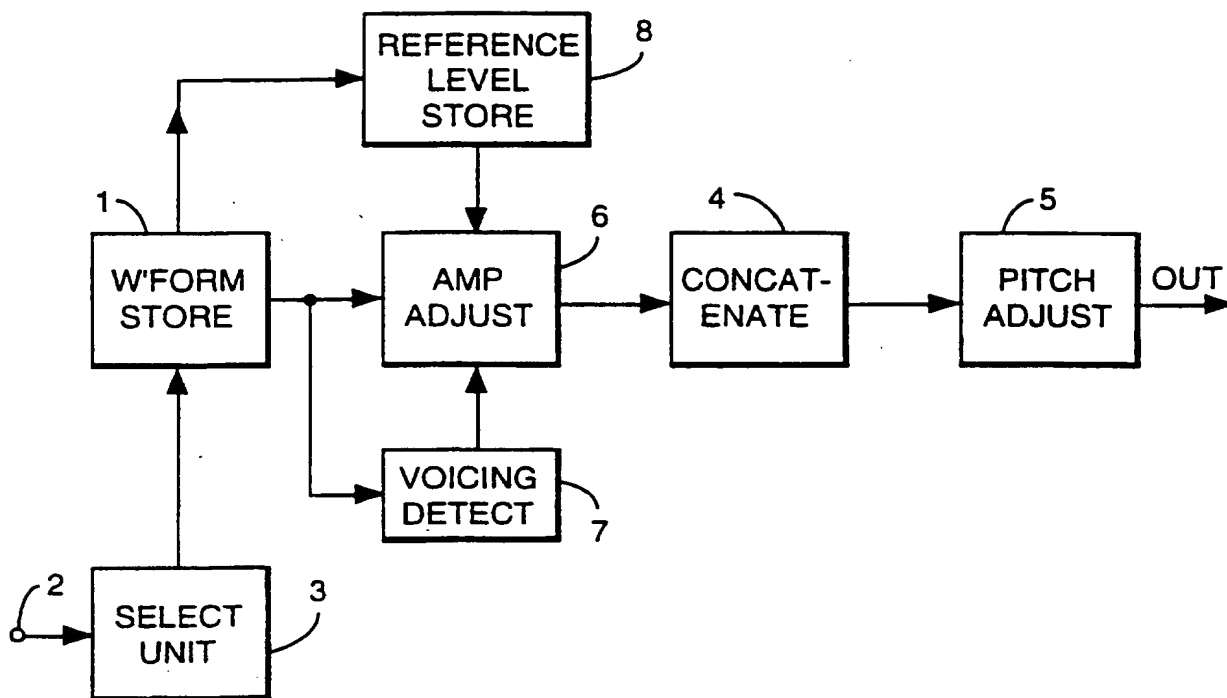 REFERENCE
LEVEL
STORE
8
1
W'FORM
STORE
AMP
ADJUST
6
CONCAT-
ENATE
4
PITCH
ADJUST
5
OUT
VOICING
DETECT
7
2
SELECT
UNIT
3